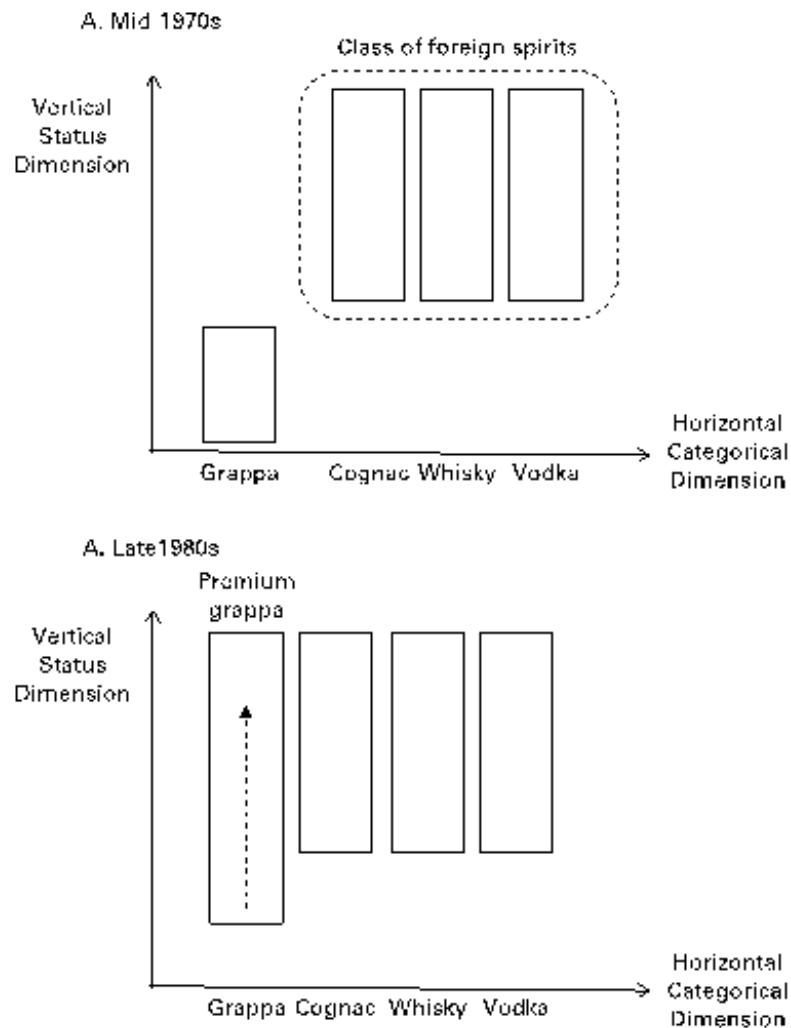 A. Mid 1970s
Class of foreign spirits
Vertical
Status
Dimension
Horizontal
Categorical
Dimension
Grappa Cognac Whisky Vodka
A. Late1980s
Premium
grappa
Vertical
Status
Dimension
Horizontal
Categorical
Dimension
Grappa Cognac Whisky Vodka